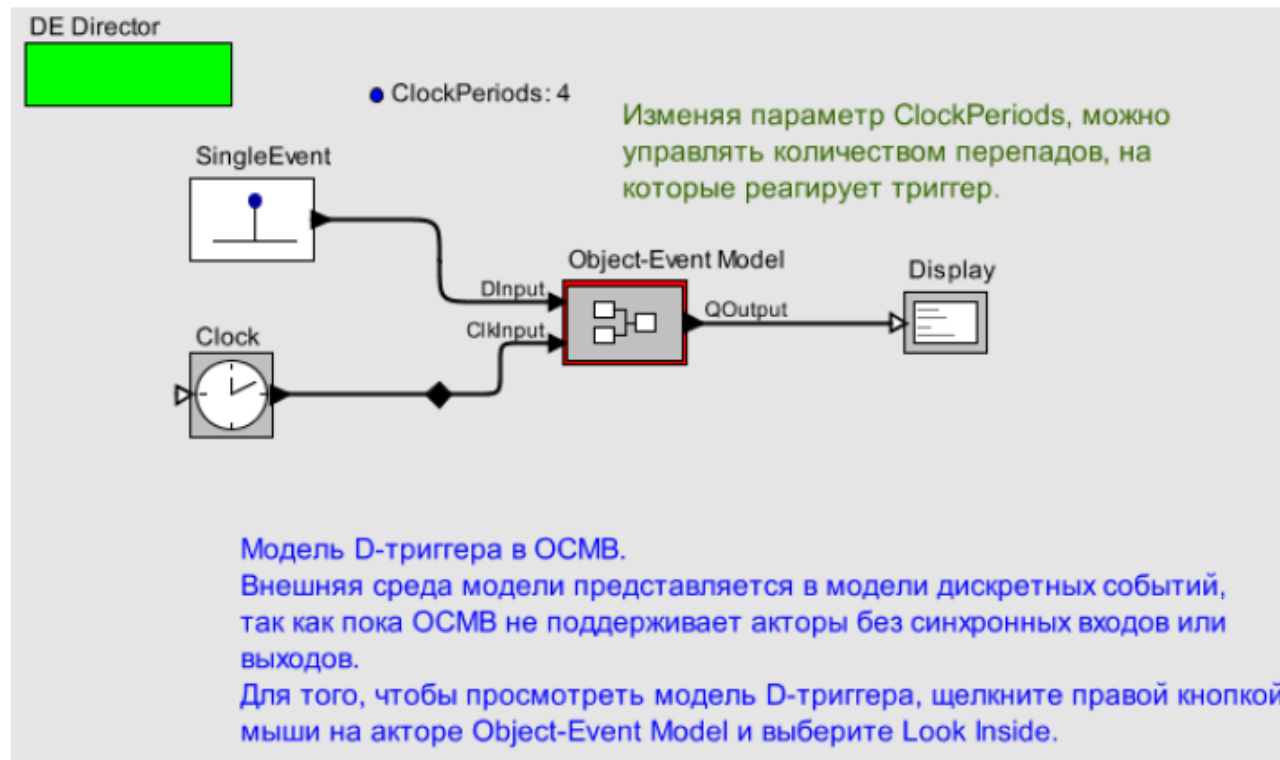 DE Director
ClockPeriods: 4
Изменяя параметр ClockPeriods, можно
управлять количеством перепадов, на
которые реагирует триггер.
SingleEvent
Object-Event Model
Display
DInput
QOutput
ClkInput
Clock
Модель D-триггера в ОСМВ.
Внешняя среда модели представляется в модели дискретных событий,
так как пока ОСМВ не поддерживает акторы без синхронных входов или
выходов.
Для того, чтобы просмотреть модель D-триггера, щелкните правой кнопкой
мыши на акторе Object-Event Model и выберите Look Inside.